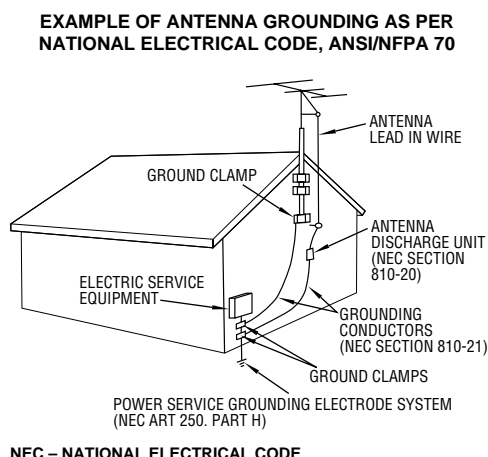 EXAMPLE OF ANTENNA GROUNDING AS PER
NATIONAL ELECTRICAL CODE, ANSI/NFPA 70
ANTENNA
LEAD IN WIRE
GROUND CLAMP
ANTENNA
DISCHARGE UNIT
(NEC SECTION
810-20)
ELECTRIC SERVICE
EQUIPMENT
GROUNDING
CONDUCTORS
(NEC SECTION 810-21)
GROUND CLAMPS
POWER SERVICE GROUNDING ELECTRODE SYSTEM
(NEC ART 250. PART H)
NEC – NATIONAL ELECTRICAL CODE